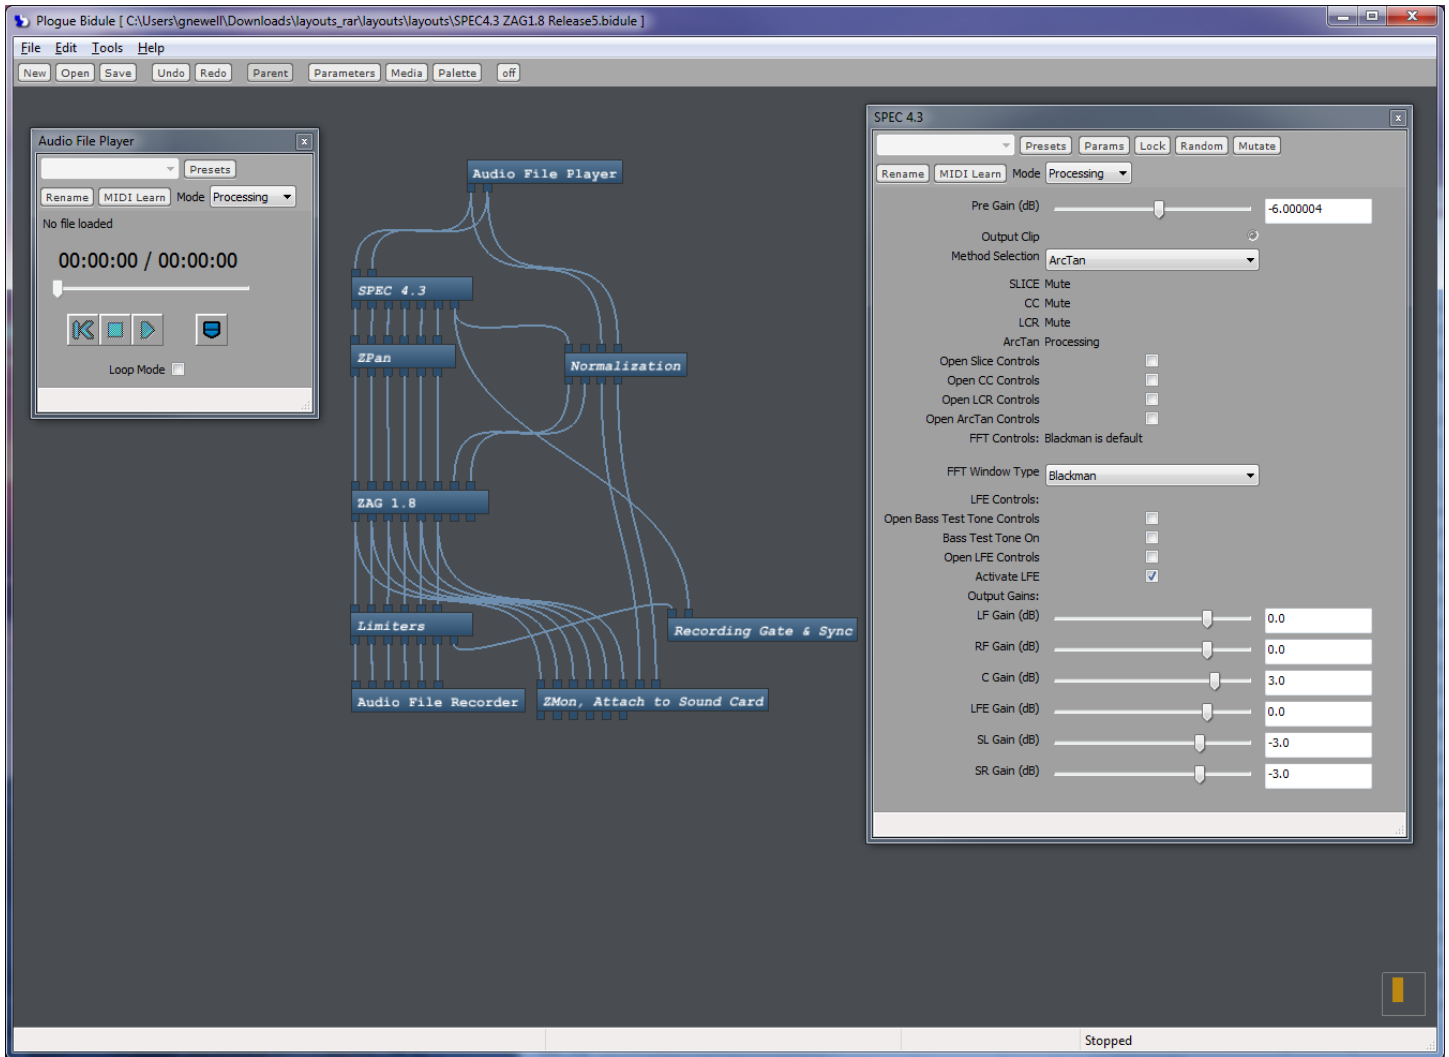 Plogue Bidule [ C:\Users\gnewell\Downloads\layouts_rar\layouts\layouts\SPEC4.3 ZAG1.8 Release5.bidule ]
File Edit Tools Help
New Open Save Undo Redo Parent Parameters Media Palette off
Audio File Player
Presets
Rename MIDI Learn Mode Processing
No file loaded
00:00:00 / 00:00:00
Loop Mode
Audio File Player
SPEC 4.3
ZPan
Normalization
ZAG 1.8
Limiters
Recording Gate & Sync
Audio File Recorder
ZMon, Attach to Sound Card
SPEC 4.3
Presets Params Lock Random Mutate
Rename MIDI Learn Mode Processing
Pre Gain (dB) -6.000004
Output Clip
Method Selection ArcTan
SLICE Mute
CC Mute
LCR Mute
ArcTan Processing
Open Slice Controls
Open CC Controls
Open LCR Controls
Open ArcTan Controls
FFT Controls: Blackman is default
FFT Window Type Blackman
LFE Controls:
Open Bass Test Tone Controls
Bass Test Tone On
Open LFE Controls
Activate LFE
Output Gains:
LF Gain (dB) 0.0
RF Gain (dB) 0.0
C Gain (dB) 3.0
LFE Gain (dB) 0.0
SL Gain (dB) -3.0
SR Gain (dB) -3.0
Stopped